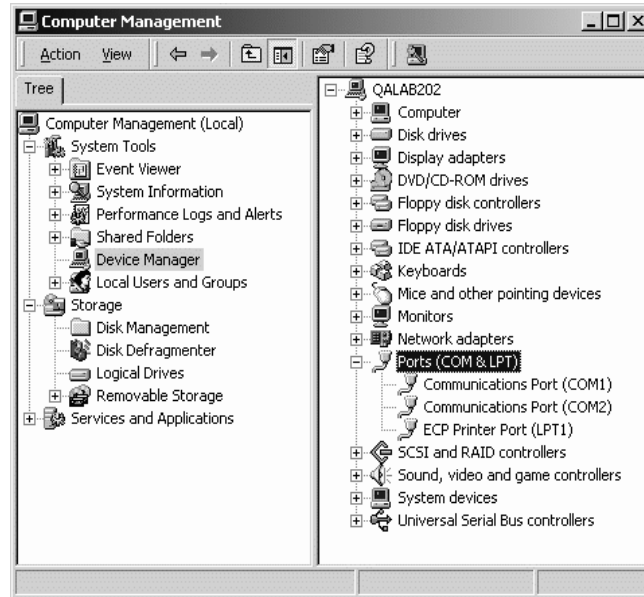 Computer Management
Action View
Tree
Computer Management (Local)
System Tools
Event Viewer
System Information
Performance Logs and Alerts
Shared Folders
Device Manager
Local Users and Groups
Storage
Disk Management
Disk Defragmenter
Logical Drives
Removable Storage
Services and Applications
QALAB202
Computer
Disk drives
Display adapters
DVD/CD-ROM drives
Floppy disk controllers
Floppy disk drives
IDE ATA/ATAPI controllers
Keyboards
Mice and other pointing devices
Monitors
Network adapters
Ports (COM & LPT)
Communications Port (COM1)
Communications Port (COM2)
ECP Printer Port (LPT1)
SCSI and RAID controllers
Sound, video and game controllers
System devices
Universal Serial Bus controllers